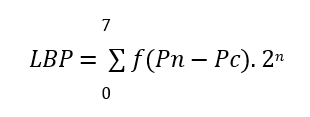 7
LBP = ∑ f(Pn − Pc). 2ⁿ
0